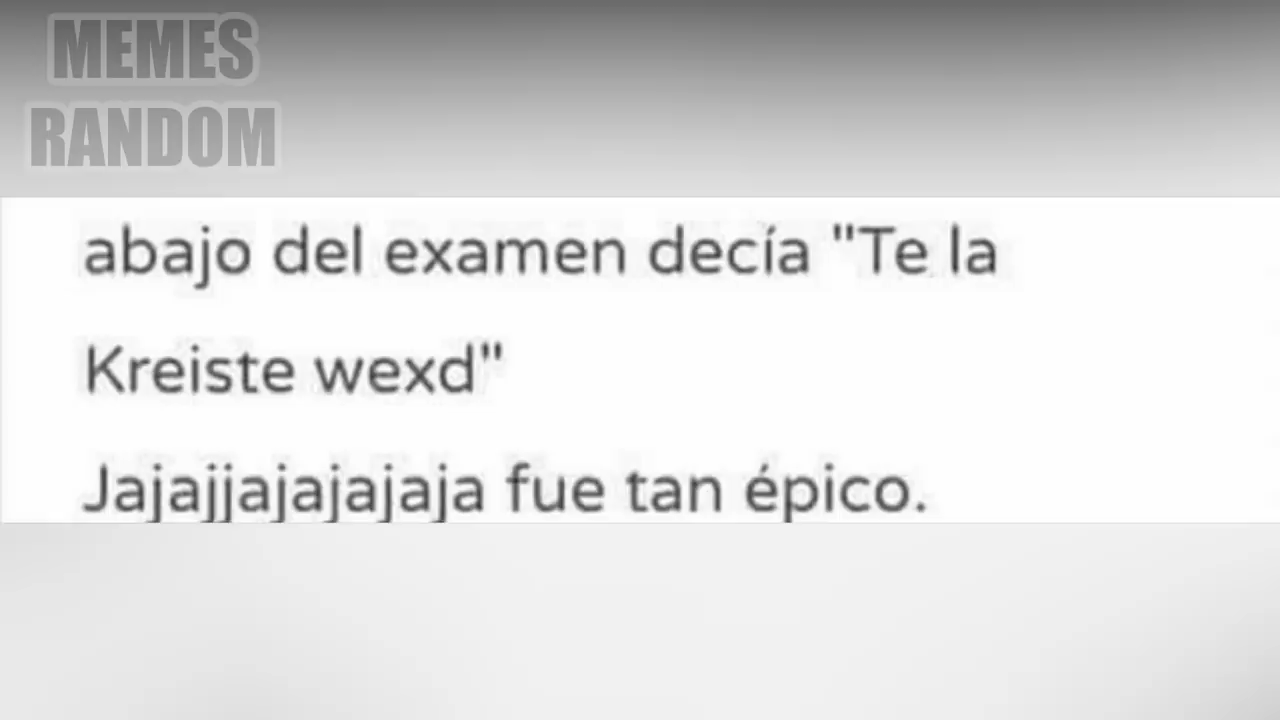 MEMES
RANDOM
abajo del examen decía "Te la
Kreiste wexd"
Jajajjajajajaja fue tan épico.